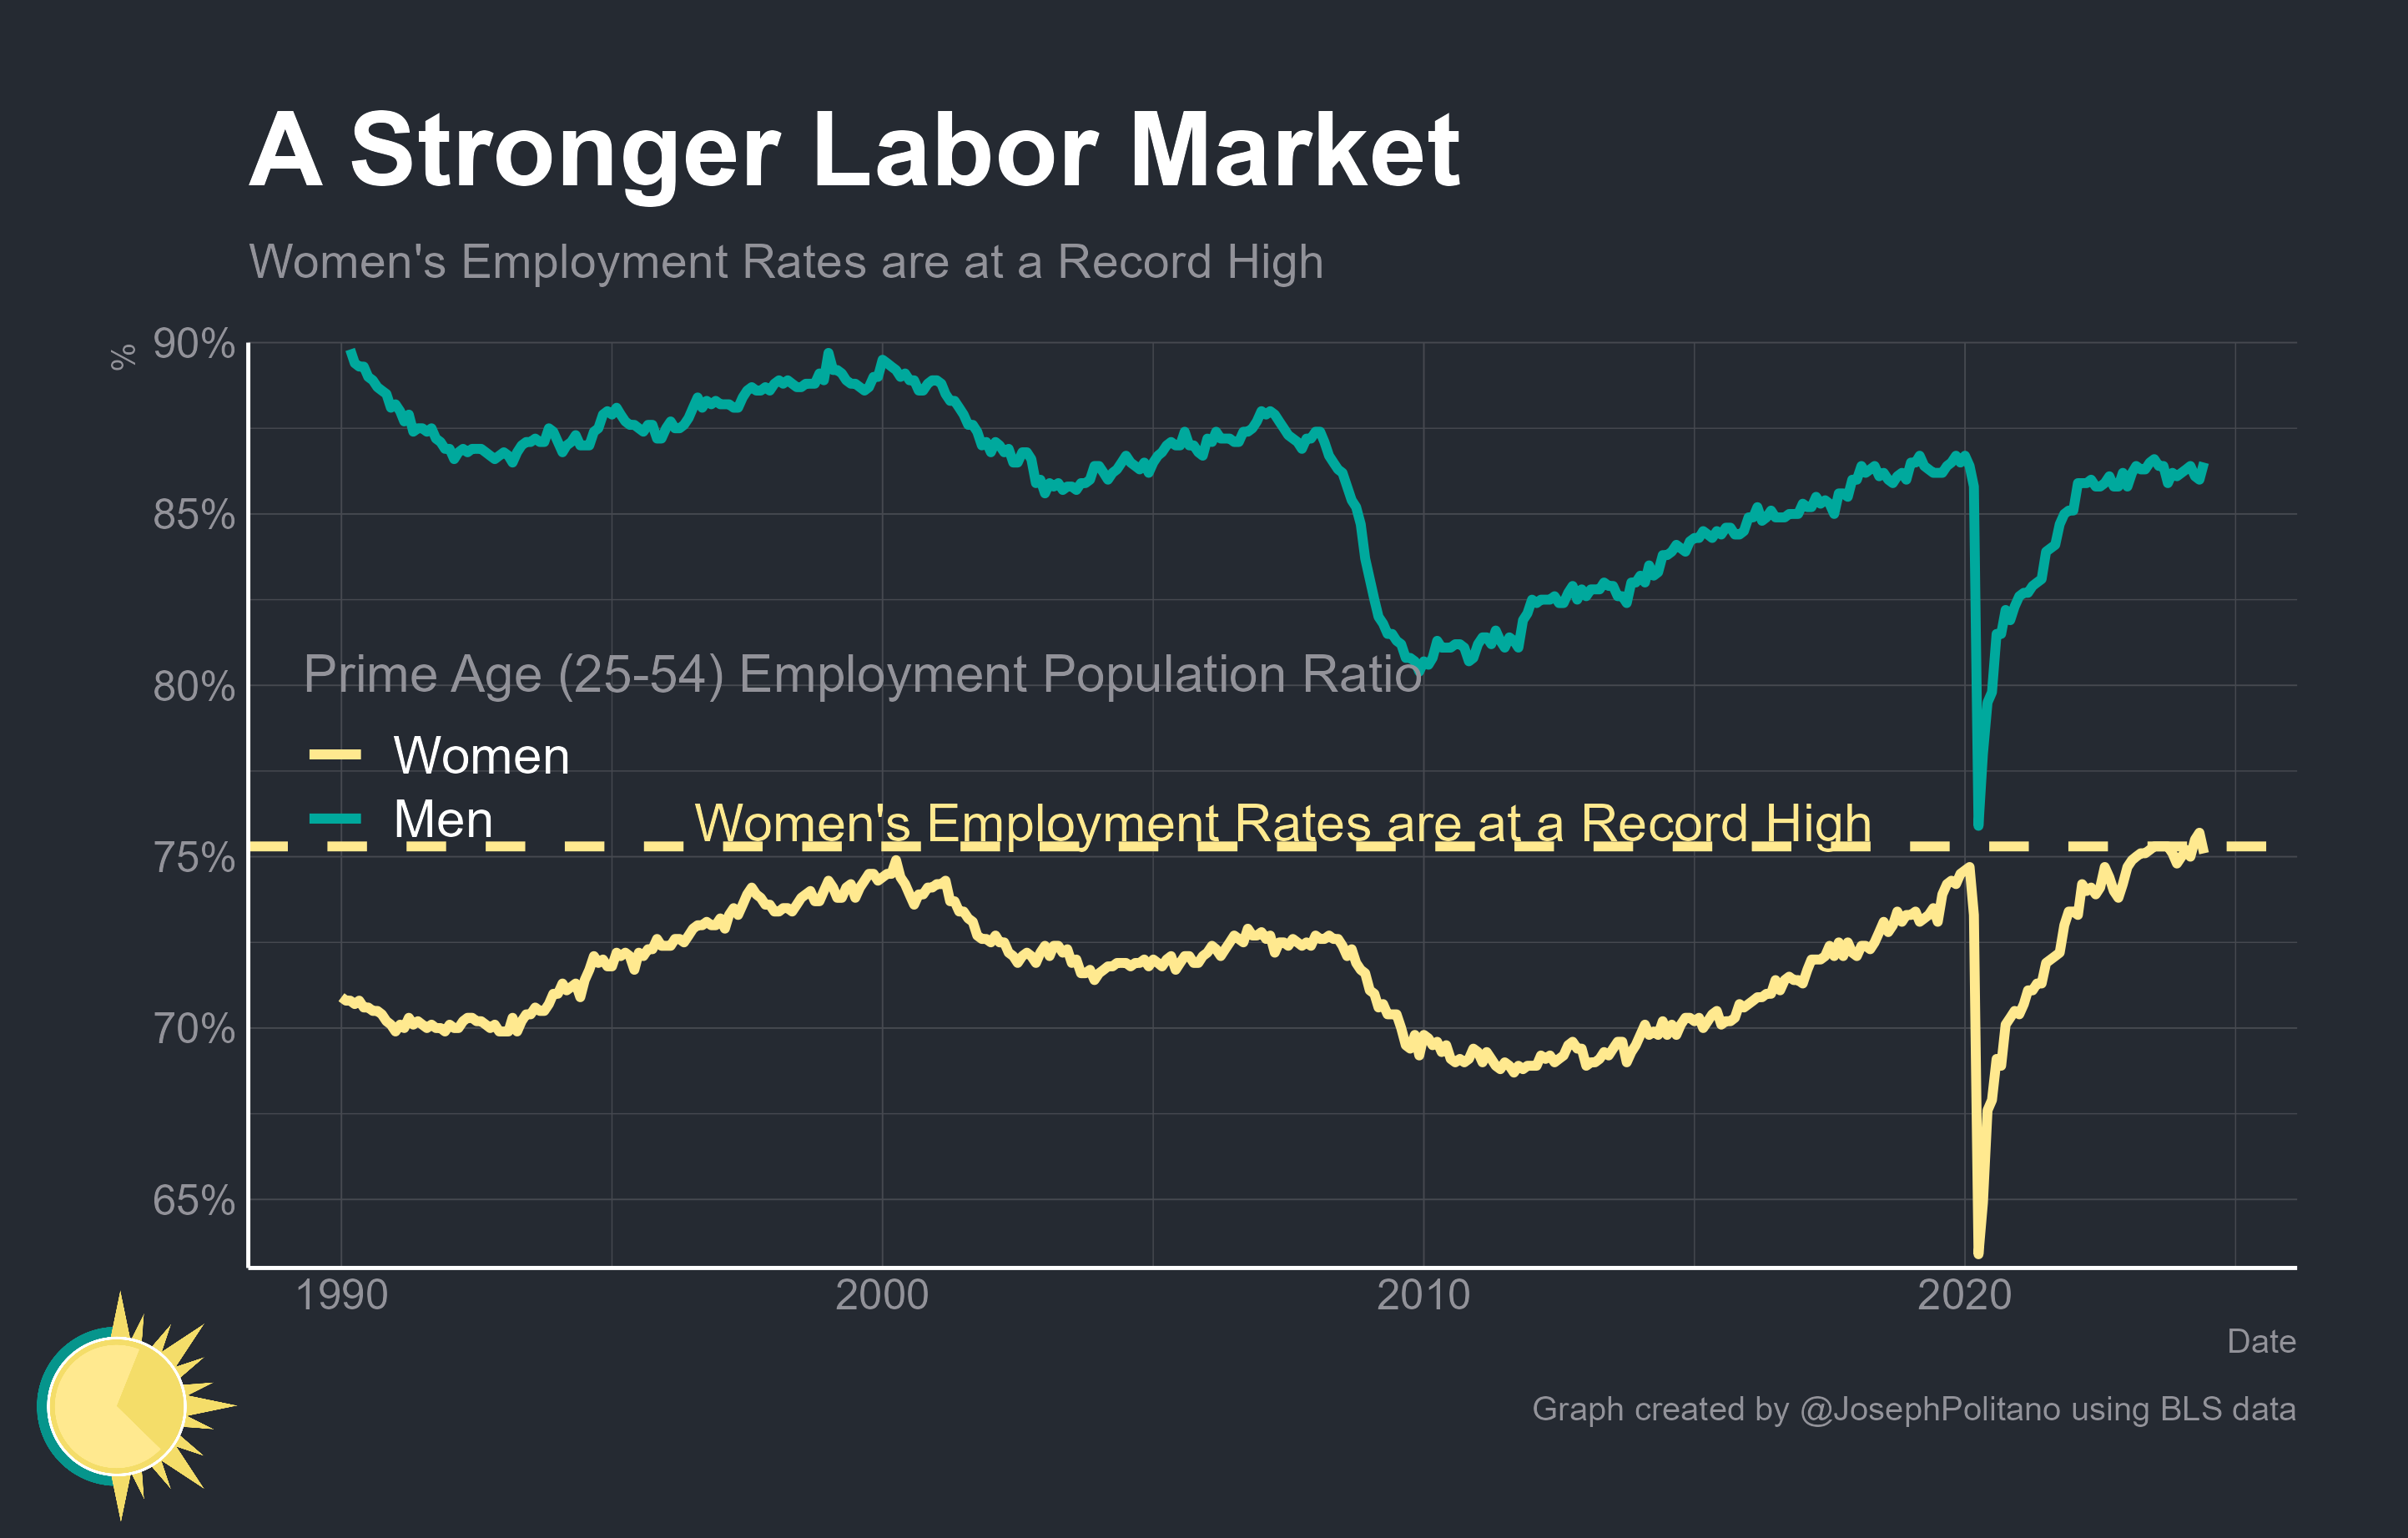 A Stronger Labor Market
Women's Employment Rates are at a Record High
%
90%
85%
80%
75%
70%
65%
Prime Age (25-54) Employment Population Ratio
Women
Men
Women's Employment Rates are at a Record High
1990
2000
2010
2020
Date
Graph created by @JosephPolitano using BLS data